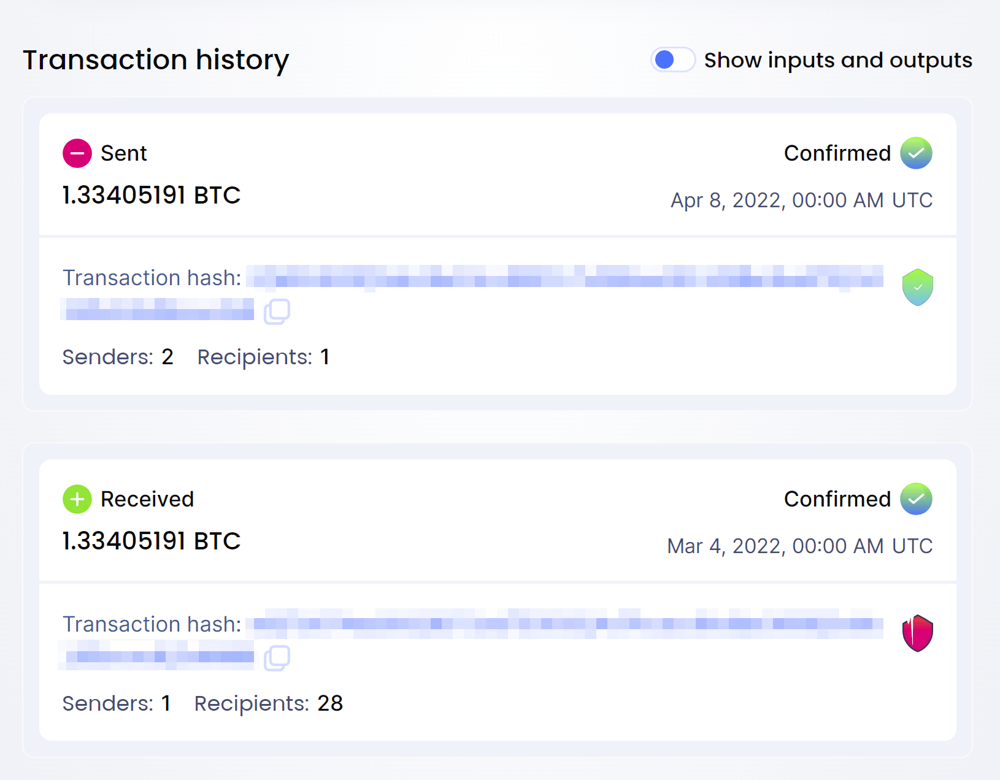 Transaction history
Show inputs and outputs
Sent
Confirmed
1.33405191 BTC
Apr 8, 2022, 00:00 AM UTC
Transaction hash:
Senders: 2 Recipients: 1
Received
Confirmed
1.33405191 BTC
Mar 4, 2022, 00:00 AM UTC
Transaction hash:
Senders: 1 Recipients: 28